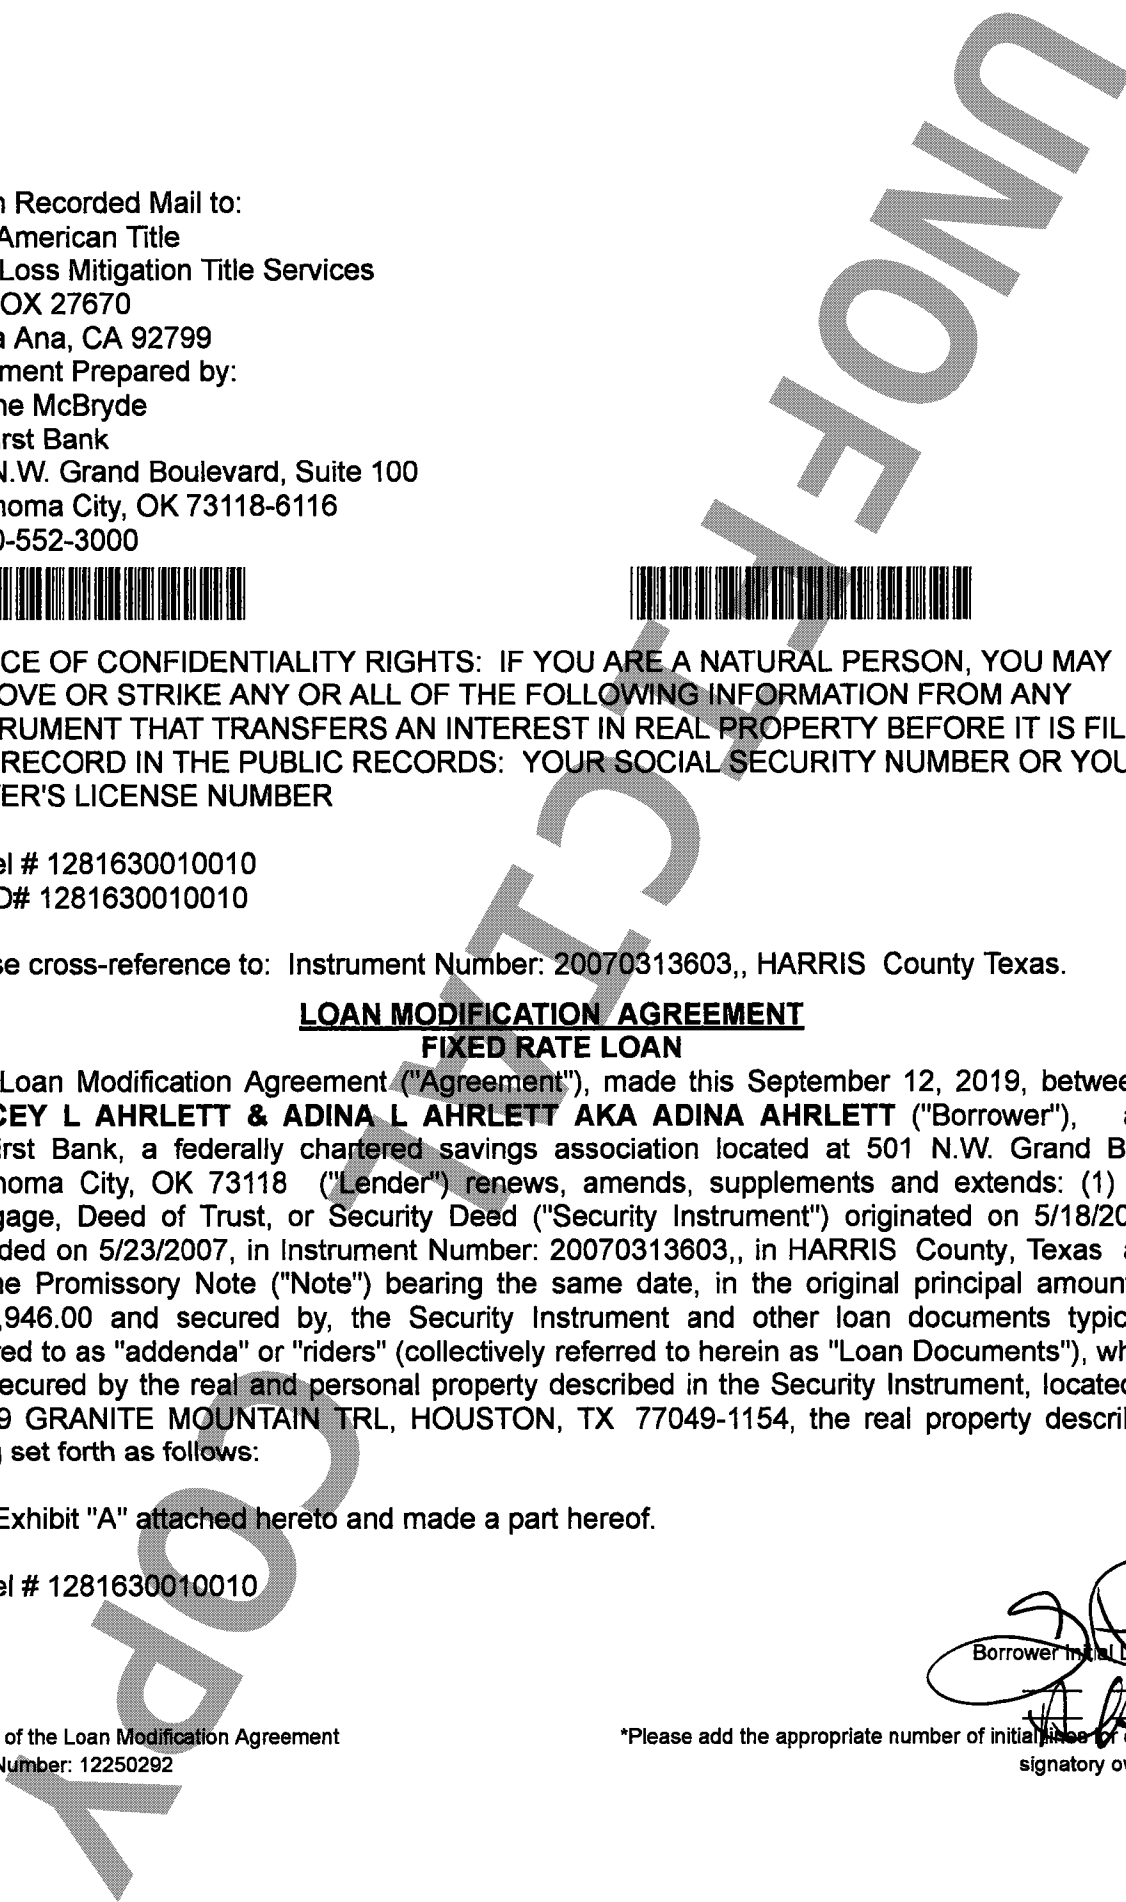 n Recorded Mail to:
American Title
Loss Mitigation Title Services
OX 27670
a Ana, CA 92799
ment Prepared by:
ne McBryde
rst Bank
N.W. Grand Boulevard, Suite 100
homa City, OK 73118-6116
0-552-3000
CE OF CONFIDENTIALITY RIGHTS: IF YOU ARE A NATURAL PERSON, YOU MAY
OVE OR STRIKE ANY OR ALL OF THE FOLLOWING INFORMATION FROM ANY
RUMENT THAT TRANSFERS AN INTEREST IN REAL PROPERTY BEFORE IT IS FIL
RECORD IN THE PUBLIC RECORDS: YOUR SOCIAL SECURITY NUMBER OR YOU
ER'S LICENSE NUMBER
el # 1281630010010
D# 1281630010010
se cross-reference to: Instrument Number: 20070313603,, HARRIS County Texas.
LOAN MODIFICATION AGREEMENT
FIXED RATE LOAN
Loan Modification Agreement ("Agreement"), made this September 12, 2019, betwee
CEY L AHRLETT & ADINA L AHRLETT AKA ADINA AHRLETT ("Borrower"), a
irst Bank, a federally chartered savings association located at 501 N.W. Grand B
homa City, OK 73118 ("Lender") renews, amends, supplements and extends: (1)
gage, Deed of Trust, or Security Deed ("Security Instrument") originated on 5/18/20
ded on 5/23/2007, in Instrument Number: 20070313603,, in HARRIS County, Texas a
he Promissory Note ("Note") bearing the same date, in the original principal amount
,946.00 and secured by, the Security Instrument and other loan documents typic
red to as "addenda" or "riders" (collectively referred to herein as "Loan Documents"), wh
ecured by the real and personal property described in the Security Instrument, located
9 GRANITE MOUNTAIN TRL, HOUSTON, TX 77049-1154, the real property describ
g set forth as follows:
Exhibit "A" attached hereto and made a part hereof.
el # 1281630010010
Borrower Initial L
of the Loan Modification Agreement
Number: 12250292
*Please add the appropriate number of initial lines for
signatory ov
UNOFFICIAL COPY